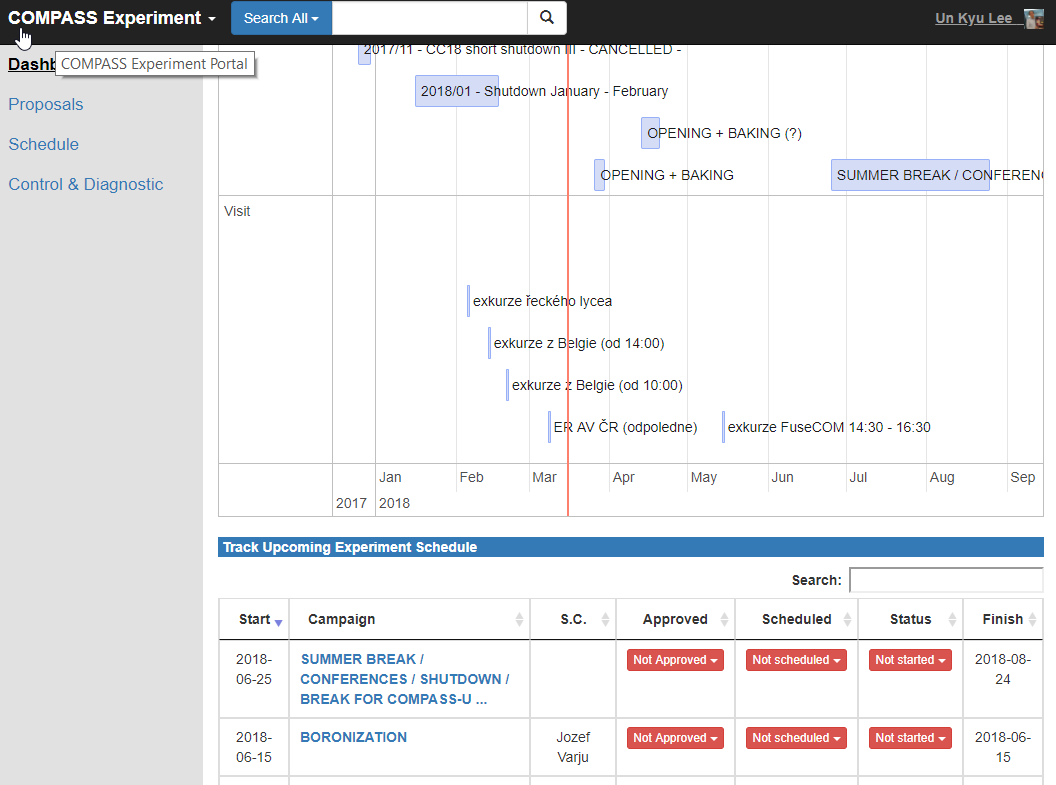 COMPASS Experiment
Search All
Un Kyu Lee
COMPASS Experiment Portal
Dashb
Proposals
Schedule
Control & Diagnostic
2017/11 - CC18 short shutdown III - CANCELLED -
2018/01 - Shutdown January - February
OPENING + BAKING (?)
OPENING + BAKING
SUMMER BREAK / CONFEREN
Visit
exkurze řeckého lycea
exkurze z Belgie (od 14:00)
exkurze z Belgie (od 10:00)
ER AV ČR (odpoledne)
exkurze FuseCOM 14:30 - 16:30
Jan Feb Mar Apr May Jun Jul Aug Sep
2017 2018
Track Upcoming Experiment Schedule
Search:
Start Campaign S.C. Approved Scheduled Status Finish
2018-
06-25
SUMMER BREAK /
CONFERENCES / SHUTDOWN /
BREAK FOR COMPASS-U ...
Not Approved
Not scheduled
Not started
2018-08-
24
2018-
06-15
BORONIZATION
Jozef
Varju
Not Approved
Not scheduled
Not started
2018-06-
15